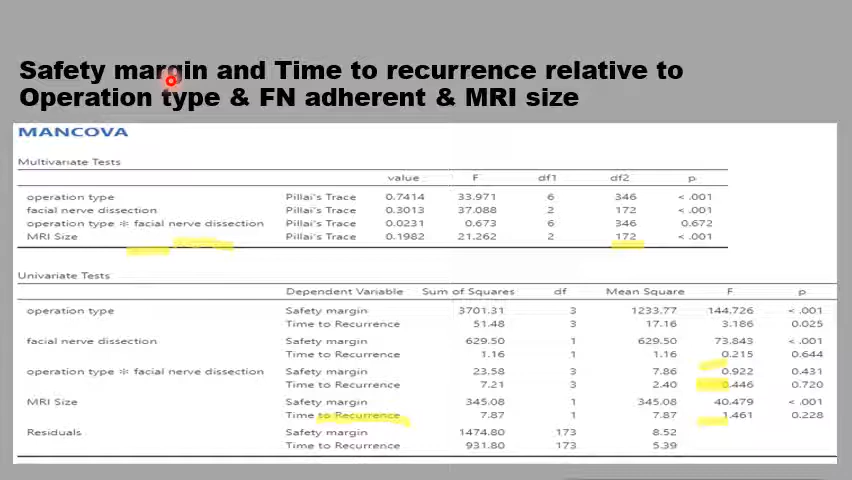 Safety margin and Time to recurrence relative to
Operation type & FN adherent & MRI size
MANCOVA
Multivariate Tests
value F df1 df2 p
operation type Pillai's Trace 0.7414 33.971 6 346 < .001
facial nerve dissection Pillai's Trace 0.3013 37.088 2 172 < .001
operation type * facial nerve dissection Pillai's Trace 0.0231 0.673 6 346 0.672
MRI Size Pillai's Trace 0.1982 21.262 2 172 < .001
Univariate Tests
Dependent Variable Sum of Squares df Mean Square F p
operation type Safety margin 3701.31 3 1233.77 144.726 < .001
Time to Recurrence 51.48 3 17.16 3.186 0.025
facial nerve dissection Safety margin 629.50 1 629.50 73.843 < .001
Time to Recurrence 1.16 1 1.16 0.215 0.644
operation type * facial nerve dissection Safety margin 23.58 3 7.86 0.922 0.431
Time to Recurrence 7.21 3 2.40 0.446 0.720
MRI Size Safety margin 345.08 1 345.08 40.479 < .001
Time to Recurrence 7.87 1 7.87 1.461 0.228
Residuals Safety margin 1474.80 173 8.52
Time to Recurrence 931.80 173 5.39